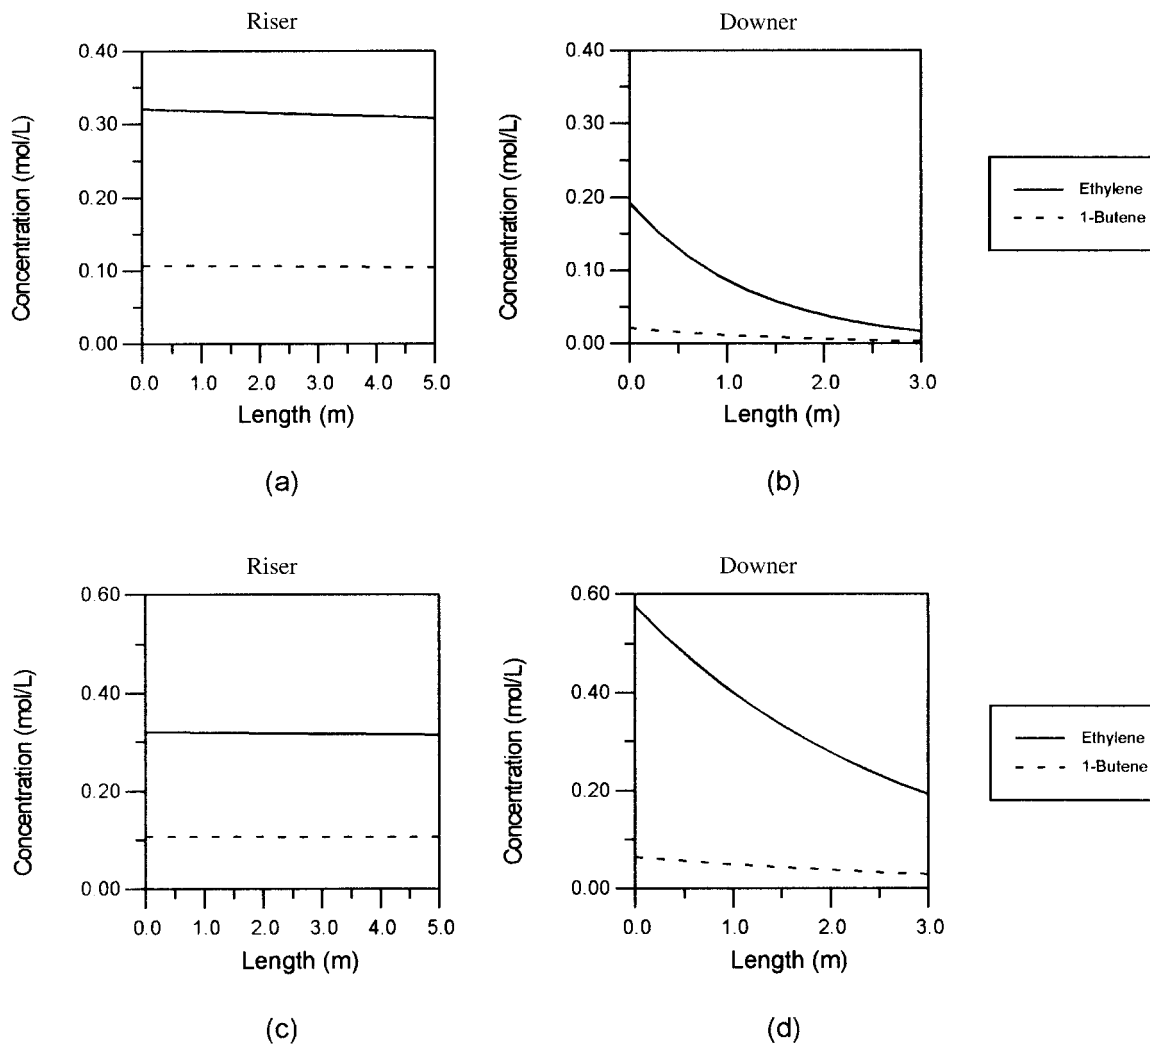 Riser
Concentration (mol/L)
0.40
0.30
0.20
0.10
0.00
0.0 1.0 2.0 3.0 4.0 5.0
Length (m)
(a)
Downer
Concentration (mol/L)
0.40
0.30
0.20
0.10
0.00
0.0 1.0 2.0 3.0
Length (m)
(b)
Ethylene
1-Butene
Riser
Concentration (mol/L)
0.60
0.40
0.20
0.00
0.0 1.0 2.0 3.0 4.0 5.0
Length (m)
(c)
Downer
Concentration (mol/L)
0.60
0.40
0.20
0.00
0.0 1.0 2.0 3.0
Length (m)
(d)
Ethylene
1-Butene